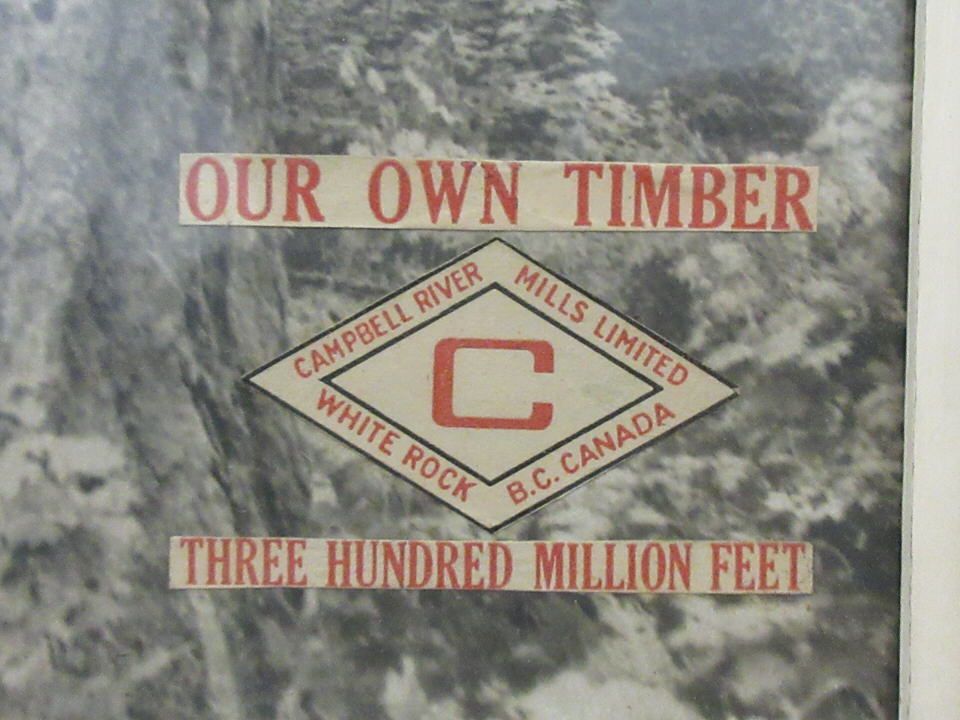 OUR OWN TIMBER
CAMPBELL RIVER
MILLS LIMITED
C
WHITE ROCK
B.C. CANADA
THREE HUNDRED MILLION FEET